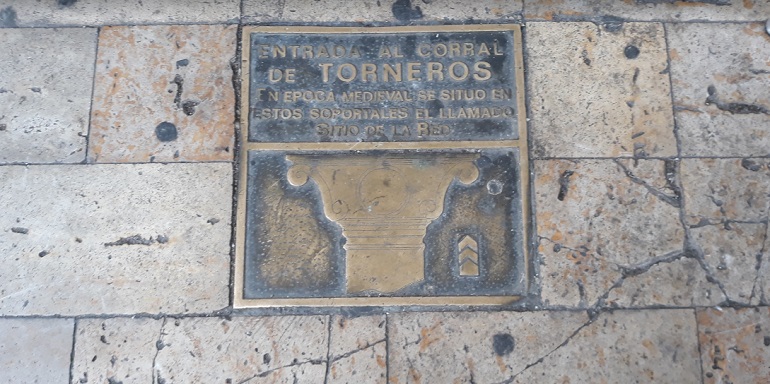 ENTRADA AL CORRAL
DE TORNEROS
EN EPOCA MEDIEVAL SE SITUO EN
ESTOS SOPORTALES EL LLAMADO
SITIO DE LA RED